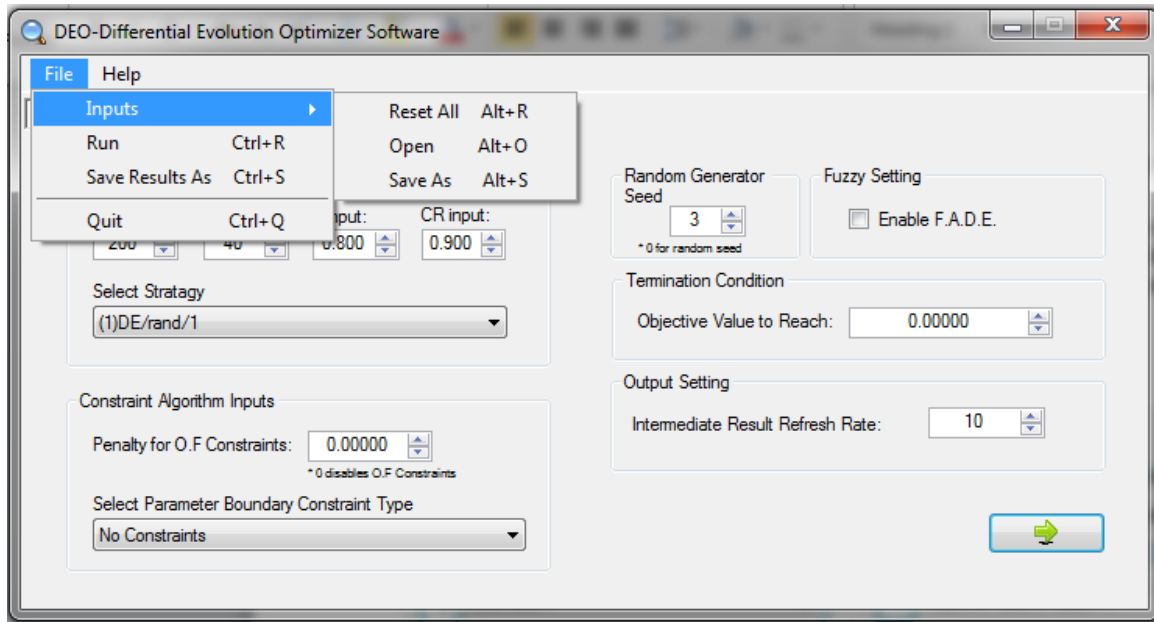 DEO-Differential Evolution Optimizer Software
File Help
Inputs
Run Ctrl+R
Save Results As Ctrl+S
Quit Ctrl+Q
Reset All Alt+R
Open Alt+O
Save As Alt+S
CR input:
200 40 0.800 0.900
Select Stratagy
(1)DE/rand/1
Constraint Algorithm Inputs
Penalty for O.F Constraints: 0.00000
* 0 disables O.F Constraints
Select Parameter Boundary Constraint Type
No Constraints
Random Generator
Seed
3
* 0 for random seed
Fuzzy Setting
Enable F.A.D.E.
Termination Condition
Objective Value to Reach: 0.00000
Output Setting
Intermediate Result Refresh Rate: 10